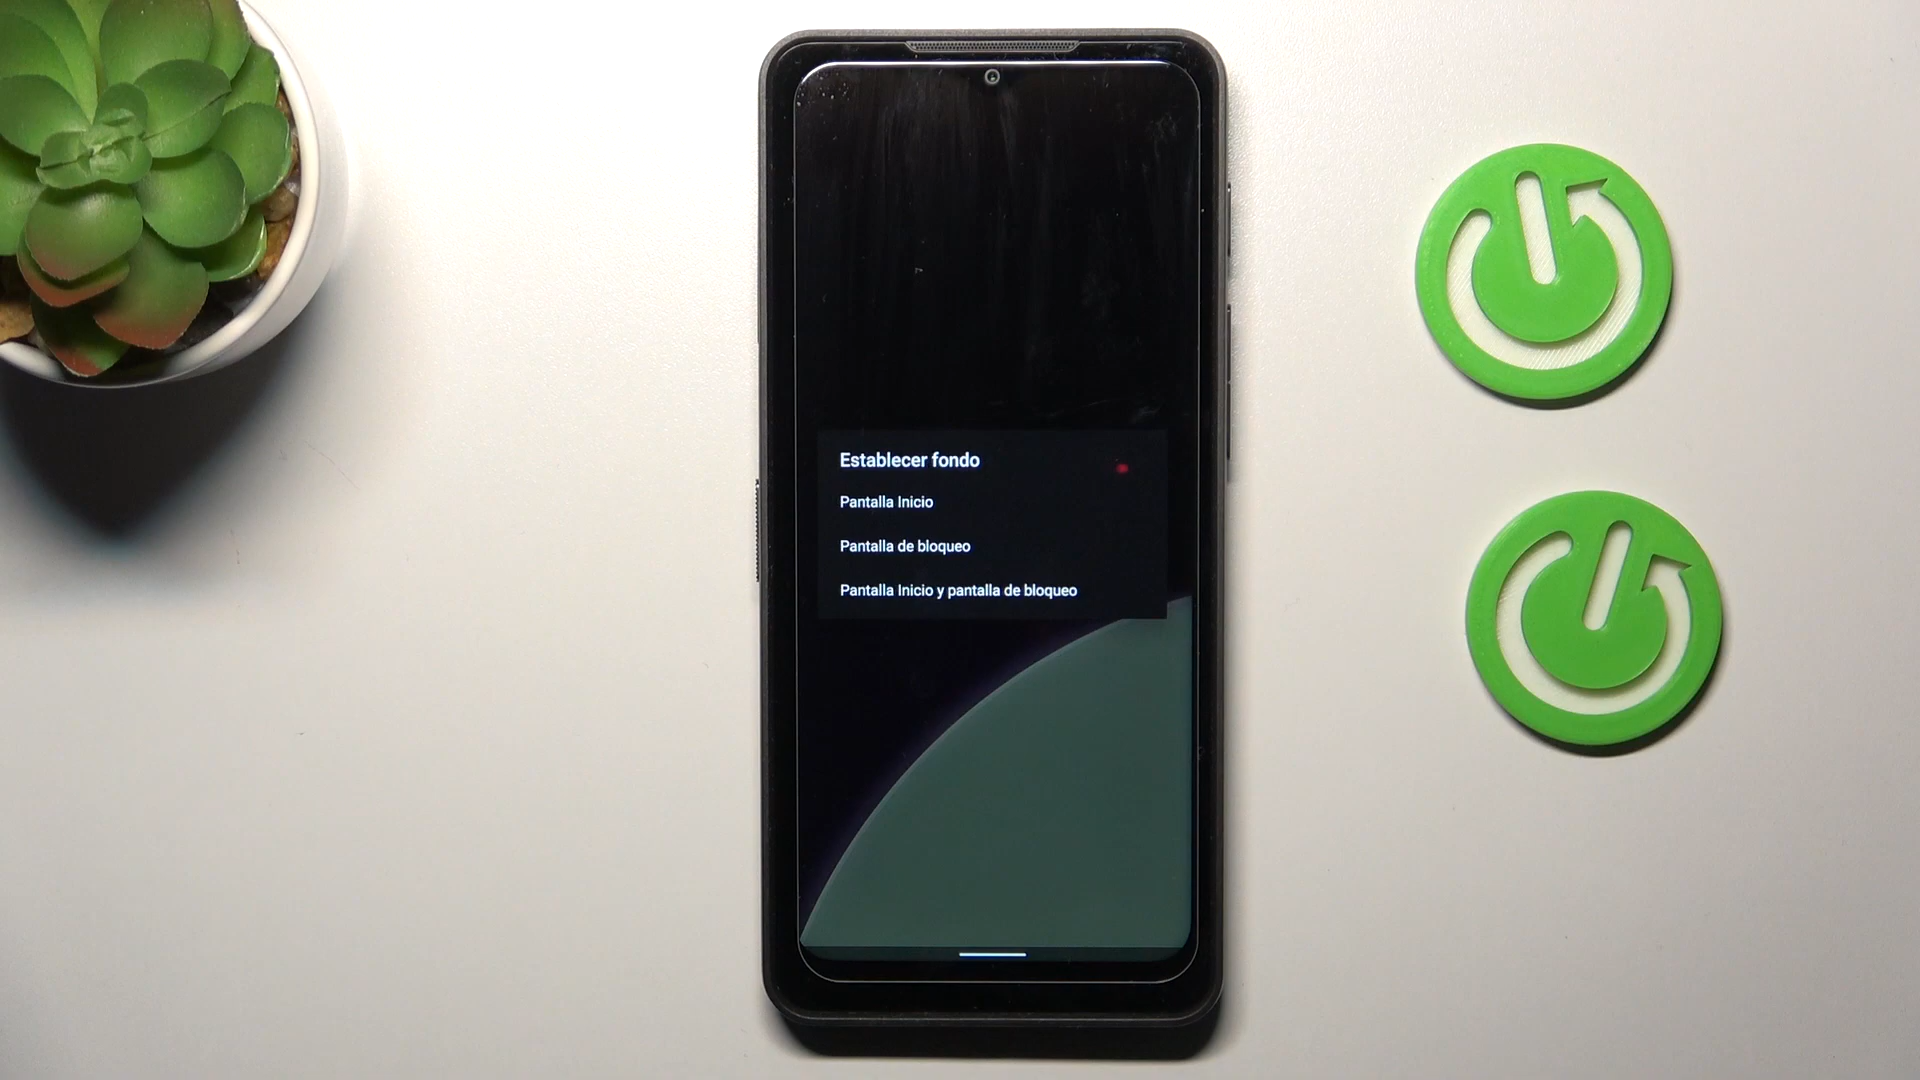 Establecer fondo
Pantalla Inicio
Pantalla de bloqueo
Pantalla Inicio y pantalla de bloqueo